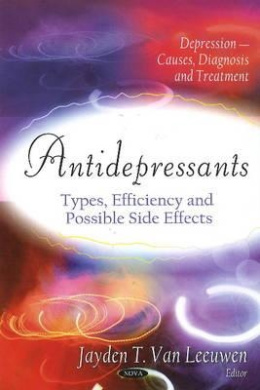 Depression —
Causes, Diagnosis
and Treatment
Antidepressants
Types, Efficiency and
Possible Side Effects
Jayden T. Van Leeuwen
Editor
NOVA